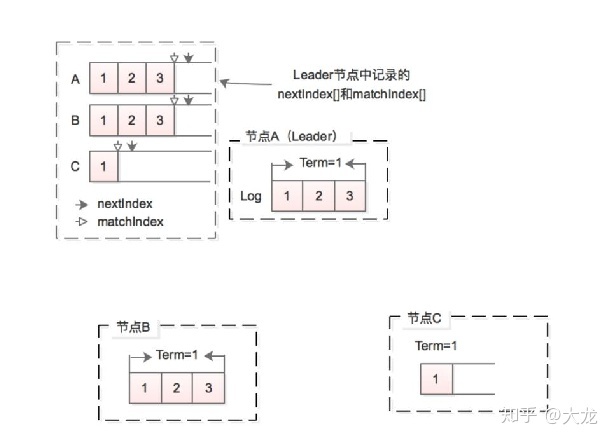 A 1 2 3
B 1 2 3
C 1
nextIndex
matchIndex
Leader节点中记录的
nextIndex[]和matchIndex[]
节点A（Leader）
Term=1
Log 1 2 3
节点B
Term=1
1 2 3
节点C
Term=1
1
知乎 @大龙